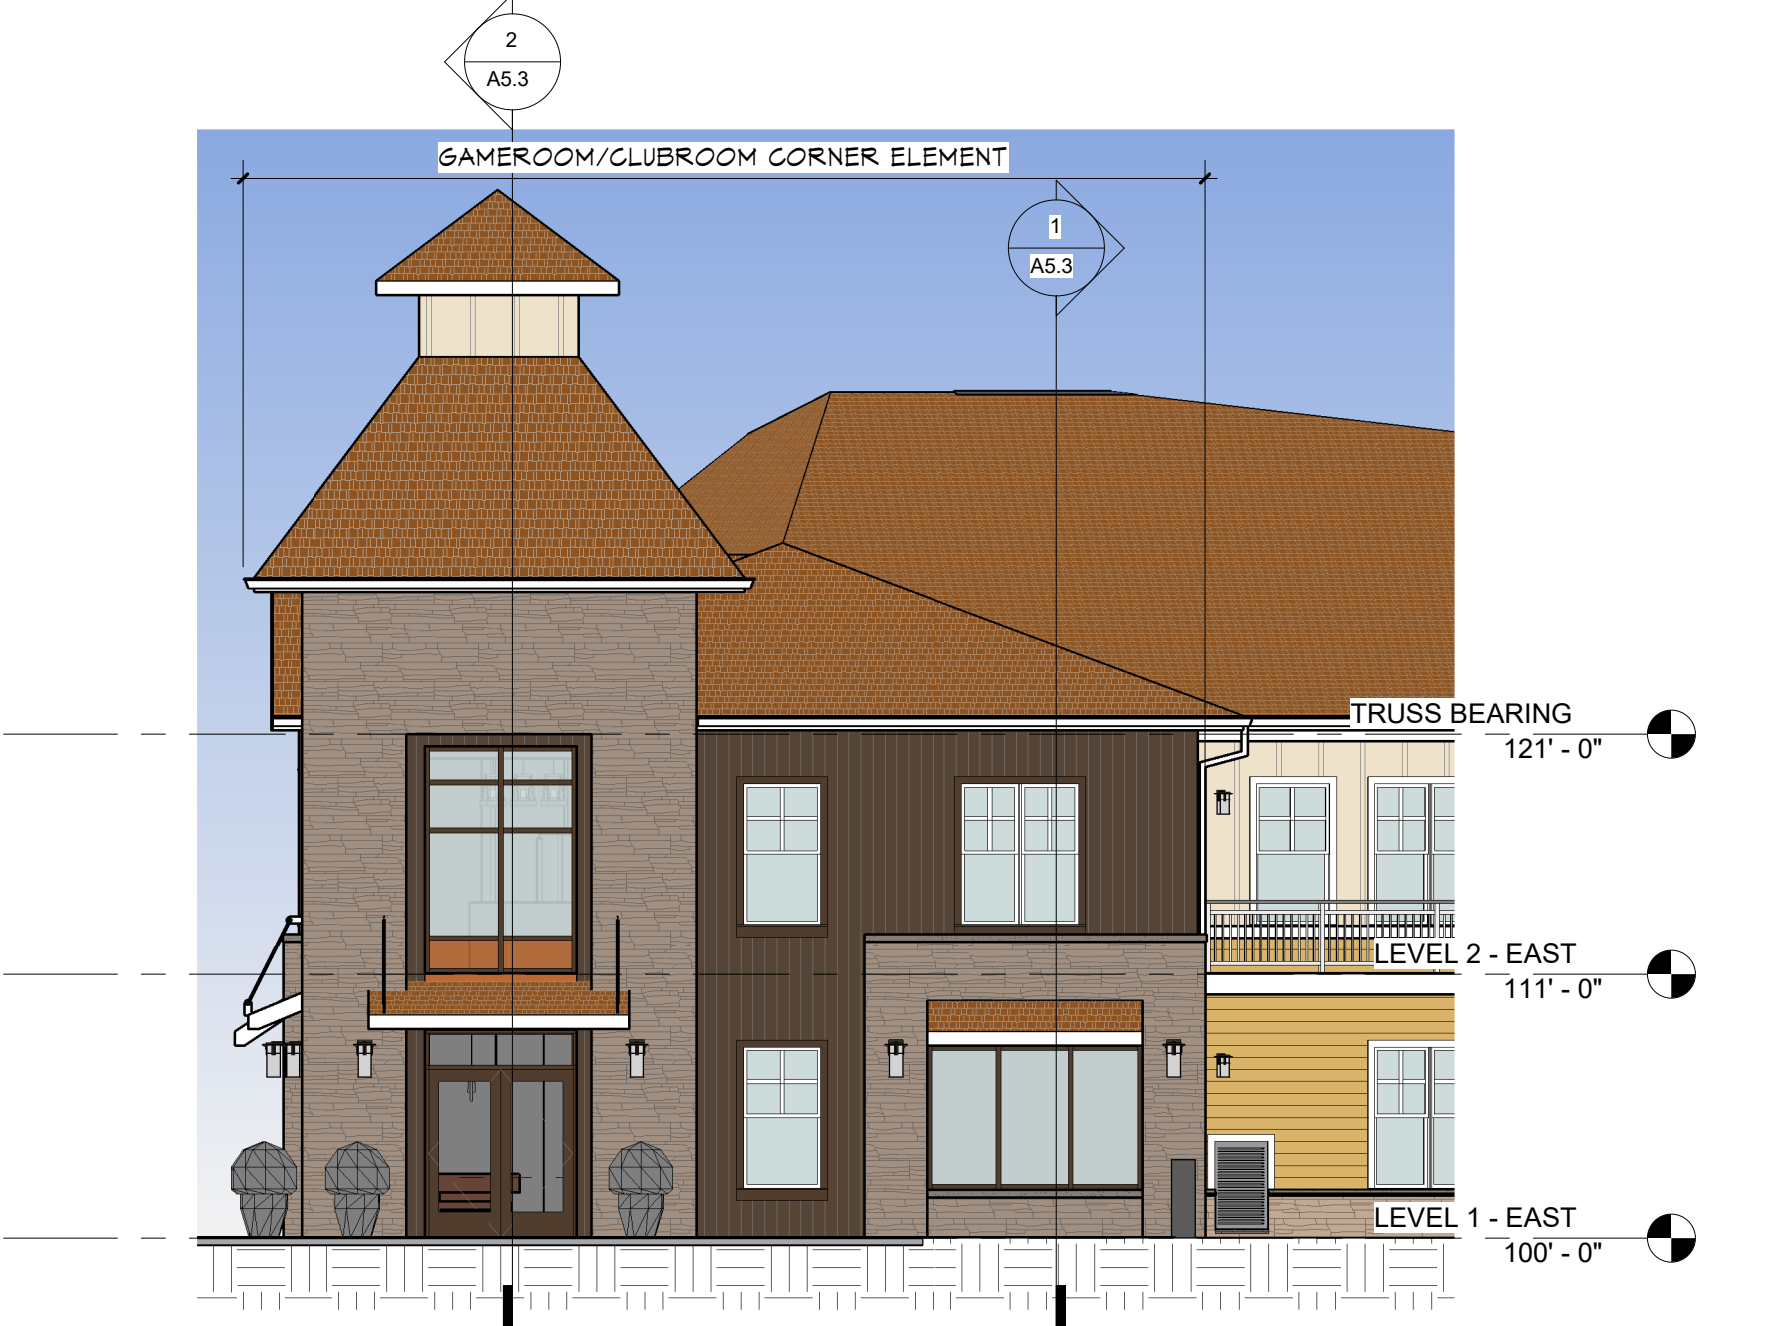 2
A5.3
GAMEROOM/CLUBROOM CORNER ELEMENT
1
A5.3
TRUSS BEARING
121' - 0"
LEVEL 2 - EAST
111' - 0"
LEVEL 1 - EAST
100' - 0"